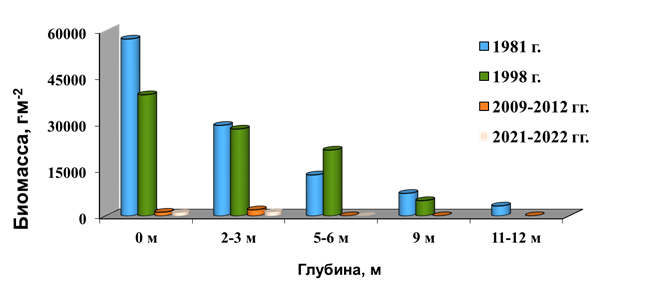 60000
45000
30000
15000
0
Биомасса, г·м-2
0 м 2-3 м 5-6 м 9 м 11-12 м
Глубина, м
1981 г.
1998 г.
2009-2012 гг.
2021-2022 гг.